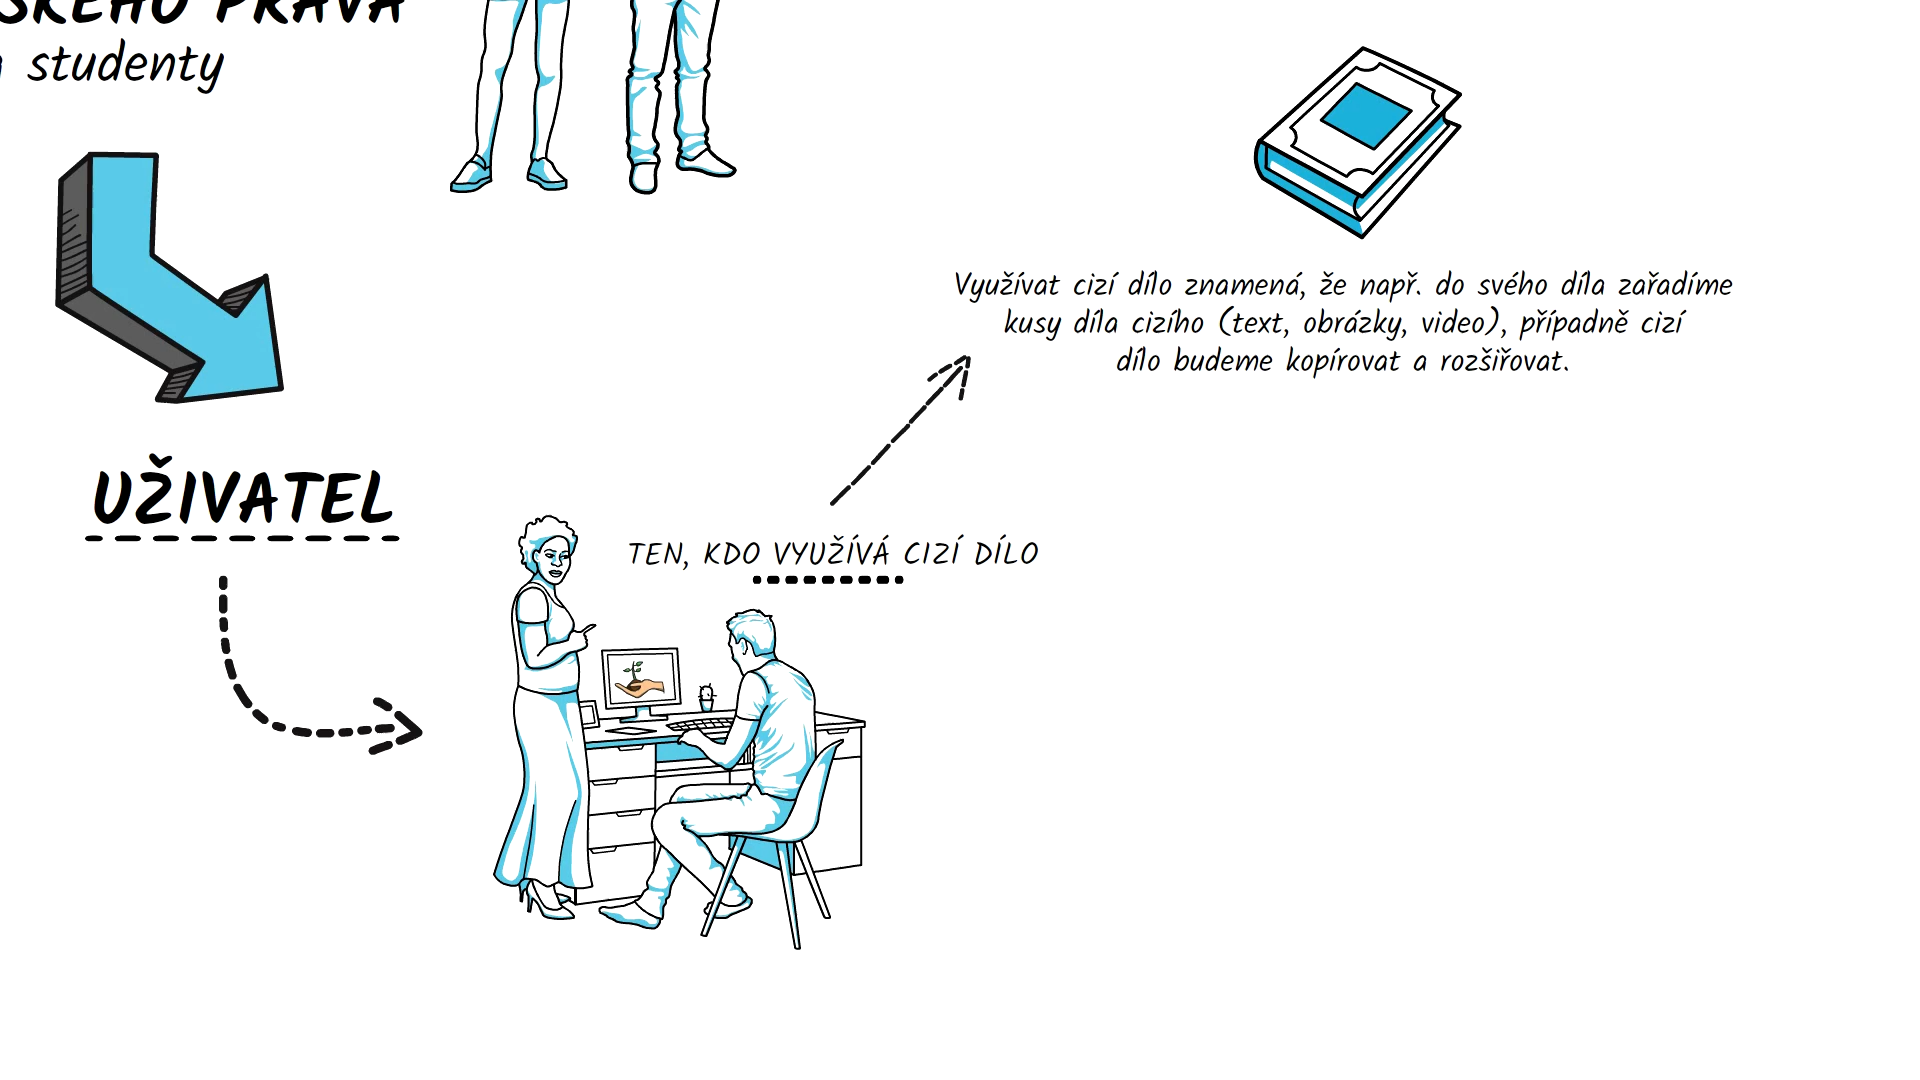 PRÁVA
studenty
Využívat cizí dílo znamená, že např. do svého díla zařadíme
kusy díla cizího (text, obrázky, video), případně cizí
dílo budeme kopírovat a rozšiřovat.
UŽIVATEL
TEN, KDO VYUŽÍVÁ CIZÍ DÍLO